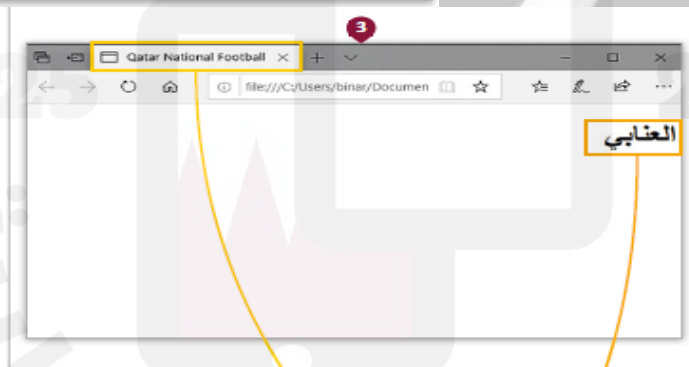 3
Qatar National Football
file:///C:/Users/binar/Documen
العنابي